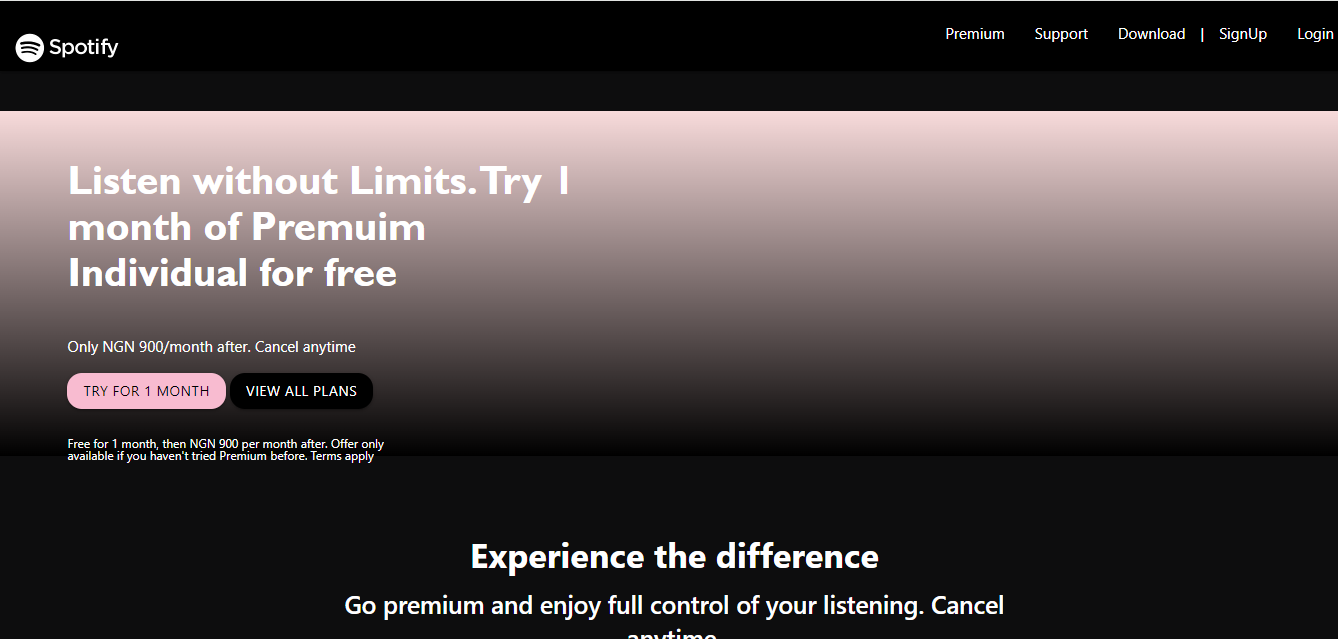 Spotify
Premium Support Download | SignUp Login
Listen without Limits. Try 1
month of Premuim
Individual for free
Only NGN 900/month after. Cancel anytime
TRY FOR 1 MONTH VIEW ALL PLANS
Free for 1 month, then NGN 900 per month after. Offer only
available if you haven't tried Premium before. Terms apply
Experience the difference
Go premium and enjoy full control of your listening. Cancel
anytime